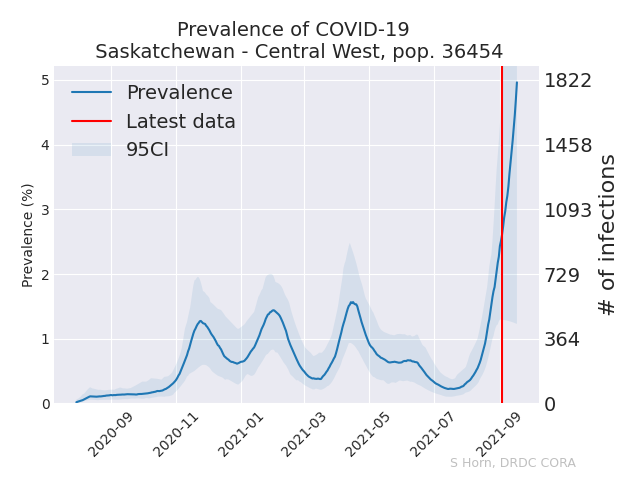 Prevalence of COVID-19
Saskatchewan - Central West, pop. 36454
Prevalence
Latest data
95CI
Prevalence (%)
5
4
3
2
1
0
1822
1458
1093
729
364
0
# of infections
2020-09
2020-11
2021-01
2021-03
2021-05
2021-07
2021-09
S Horn, DRDC CORA